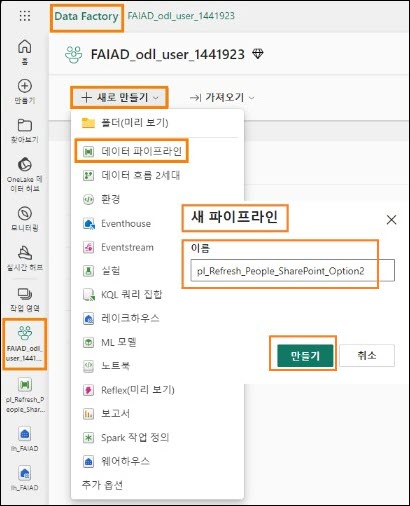 Data Factory FAIAD_odl_user_1441923
FAIAD_odl_user_1441923
홈
만들기
찾아보기
OneLake 데이
터 허브
모니터링
실시간 허브
작업 영역
FAIAD_odl_
user_1441...
pl_Refresh_P
eople_Shar...
lh_FAIAD
lh_FAIAD
+ 새로 만들기
가져오기
폴더(미리 보기)
데이터 파이프라인
데이터 흐름 2세대
환경
Eventhouse
Eventstream
실험
KQL 쿼리 집합
레이크하우스
ML 모델
노트북
Reflex(미리 보기)
보고서
Spark 작업 정의
웨어하우스
추가 옵션
새 파이프라인
이름
pl_Refresh_People_SharePoint_Option2
만들기
취소